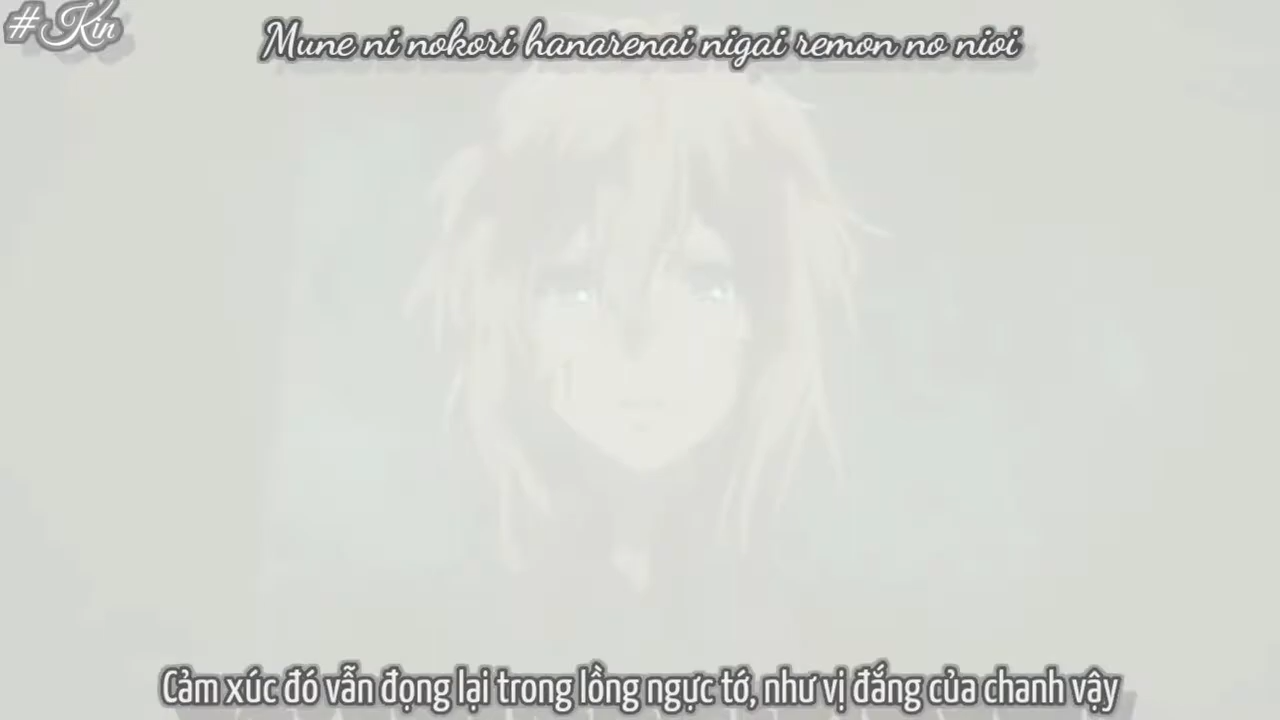 # Kin
Mune ni nokori hanarenai nigai remon no nioi
Cảm xúc đó vẫn đọng lại trong lồng ngực tớ, như vị đắng của chanh vậy